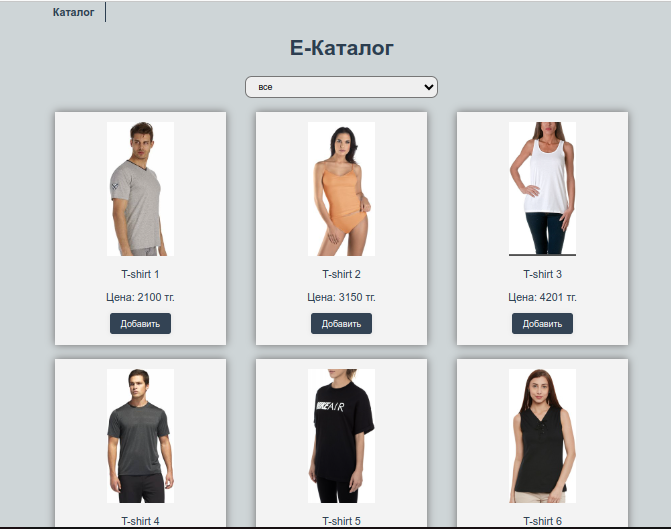 Каталог
Е-Каталог
все
T-shirt 1
T-shirt 2
T-shirt 3
Цена: 2100 тг.
Цена: 3150 тг.
Цена: 4201 тг.
Добавить
Добавить
Добавить
AIR
T-shirt 4
T-shirt 5
T-shirt 6